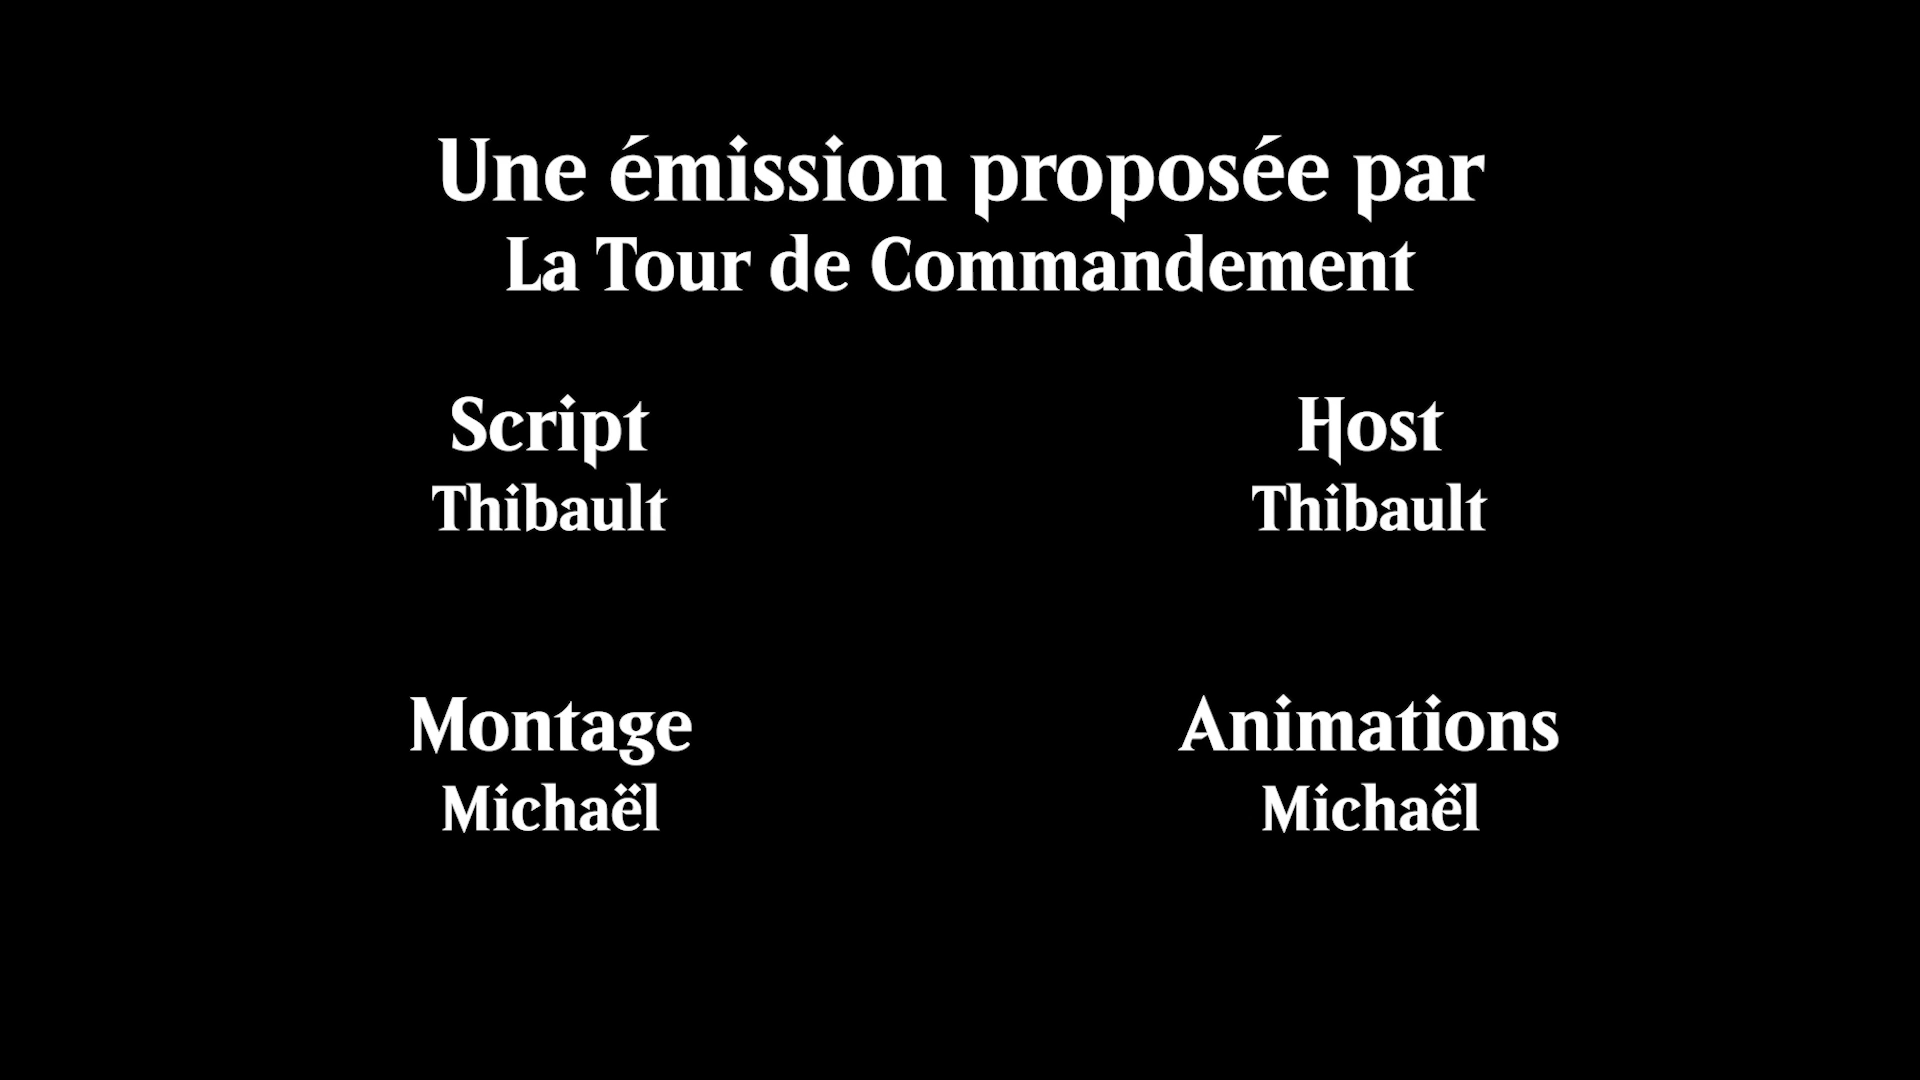 Une émission proposée par
La Tour de Commandement
Script
Thibault
Host
Thibault
Montage
Michaël
Animations
Michaël